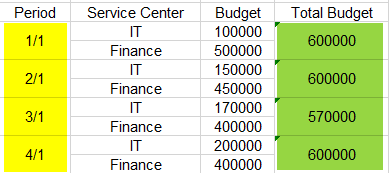 Period Service Center Budget Total Budget
1/1 IT 100000 600000
Finance 500000
2/1 IT 150000 600000
Finance 450000
3/1 IT 170000 570000
Finance 400000
4/1 IT 200000 600000
Finance 400000